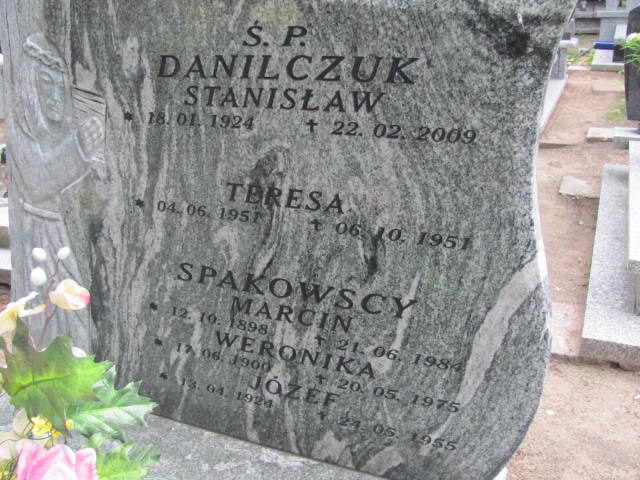 Ś. P.
DANILCZUK
STANISŁAW
* 18. 01. 1924 ✝ 22. 02. 2009
TERESA
* 04. 06. 1951 ✝ 06. 10. 1951
SPAKOWSCY
MARCIN
* 12. 10. 1898 ✝ 21. 06. 1984
WERONIKA
* 17. 06. 1900 ✝ 20. 05. 1975
JÓZEF
* 13. 04. 1924 ✝ 24. 05. 1955